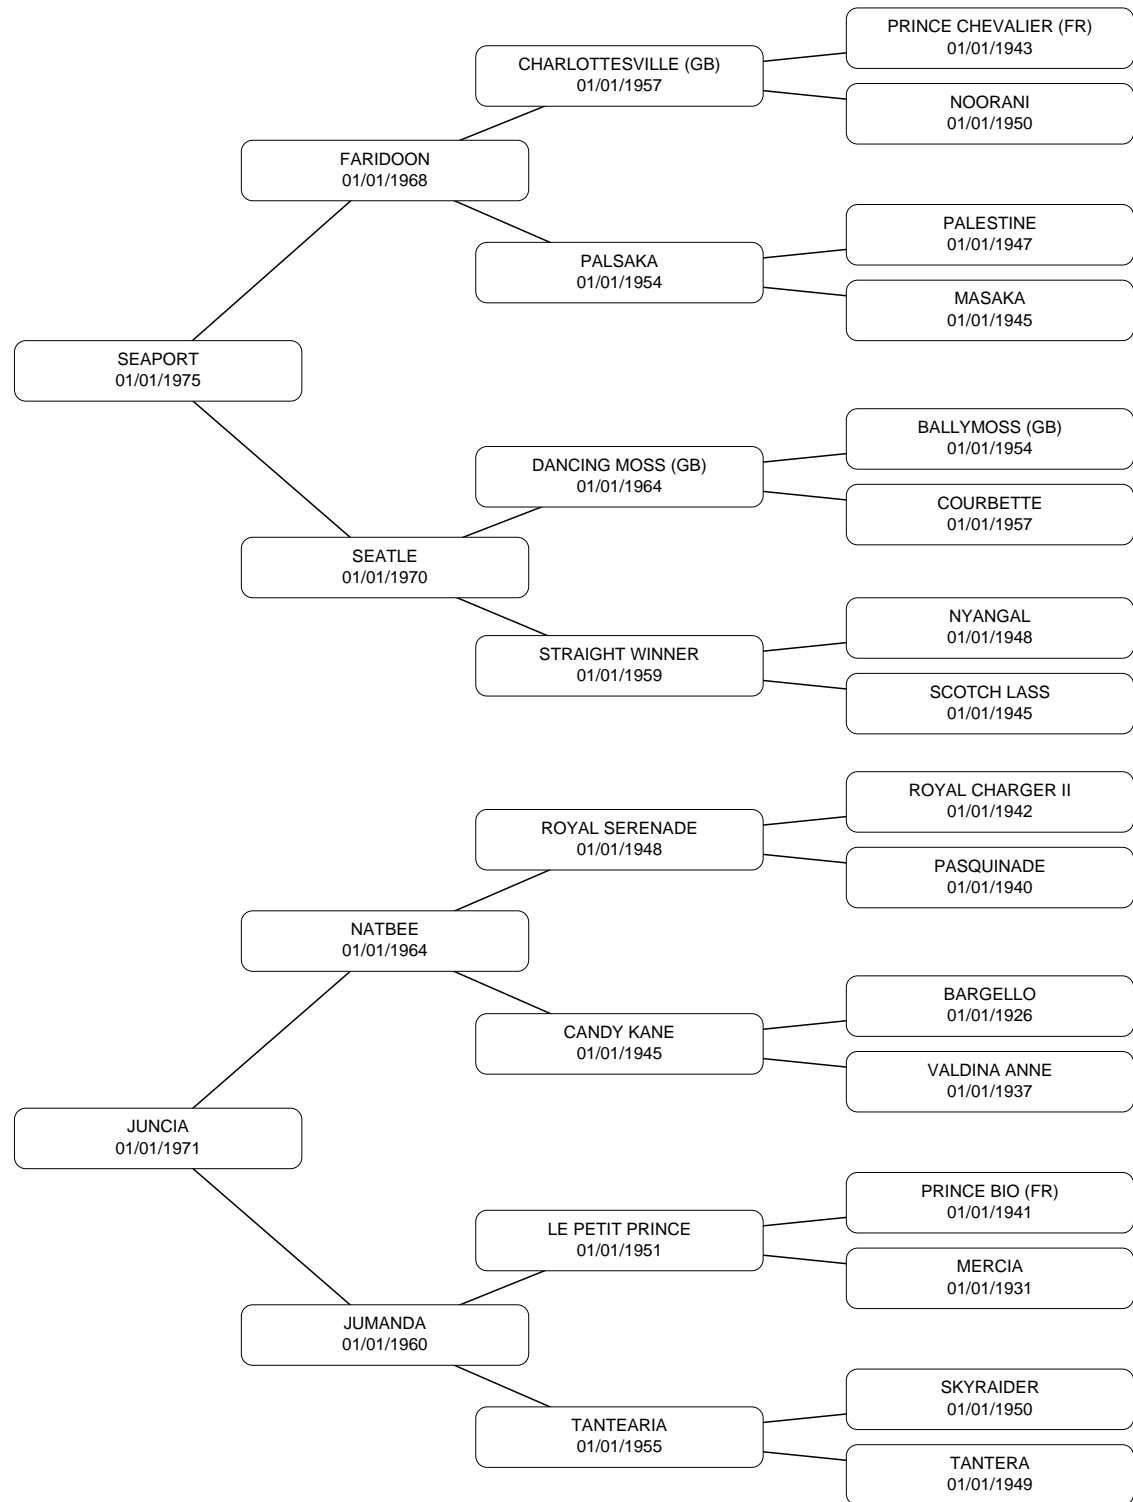 PRINCE CHEVALIER (FR)
01/01/1943
CHARLOTTESVILLE (GB)
01/01/1957
NOORANI
01/01/1950
FARIDOON
01/01/1968
PALESTINE
01/01/1947
PALSAKA
01/01/1954
MASAKA
01/01/1945
SEAPORT
01/01/1975
BALLYMOSS (GB)
01/01/1954
DANCING MOSS (GB)
01/01/1964
COURBETTE
01/01/1957
SEATLE
01/01/1970
NYANGAL
01/01/1948
STRAIGHT WINNER
01/01/1959
SCOTCH LASS
01/01/1945
ROYAL CHARGER II
01/01/1942
ROYAL SERENADE
01/01/1948
PASQUINADE
01/01/1940
NATBEE
01/01/1964
BARGELLO
01/01/1926
CANDY KANE
01/01/1945
VALDINA ANNE
01/01/1937
JUNCIA
01/01/1971
PRINCE BIO (FR)
01/01/1941
LE PETIT PRINCE
01/01/1951
MERCIA
01/01/1931
JUMANDA
01/01/1960
SKYRAIDER
01/01/1950
TANTEARIA
01/01/1955
TANTERA
01/01/1949